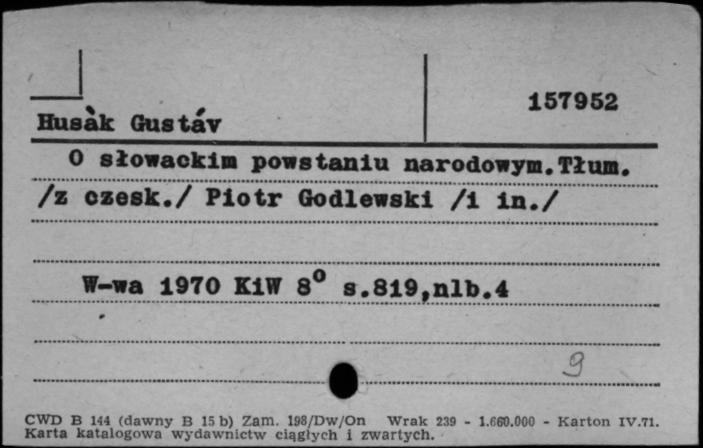 157952
Husàk Gustáv
O słowackim powstaniu narodowym.Tłum.
/z czesk./ Piotr Godlewski /i in./
W-wa 1970 KiW 8° s.819,nlb.4
9
CWD B 144 (dawny B 15 b) Zam. 198/Dw/On Wrak 239 - 1.660.000 - Karton IV.71.
Karta katalogowa wydawnictw ciągłych i zwartych.